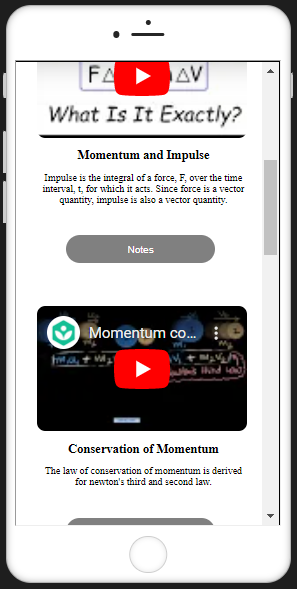 F△ △V
What Is It Exactly?
Momentum and Impulse
Impulse is the integral of a force, F, over the time
interval, t, for which it acts. Since force is a vector
quantity, impulse is also a vector quantity.
Notes
Momentum co...
Conservation of Momentum
The law of conservation of momentum is derived
for newton's third and second law.